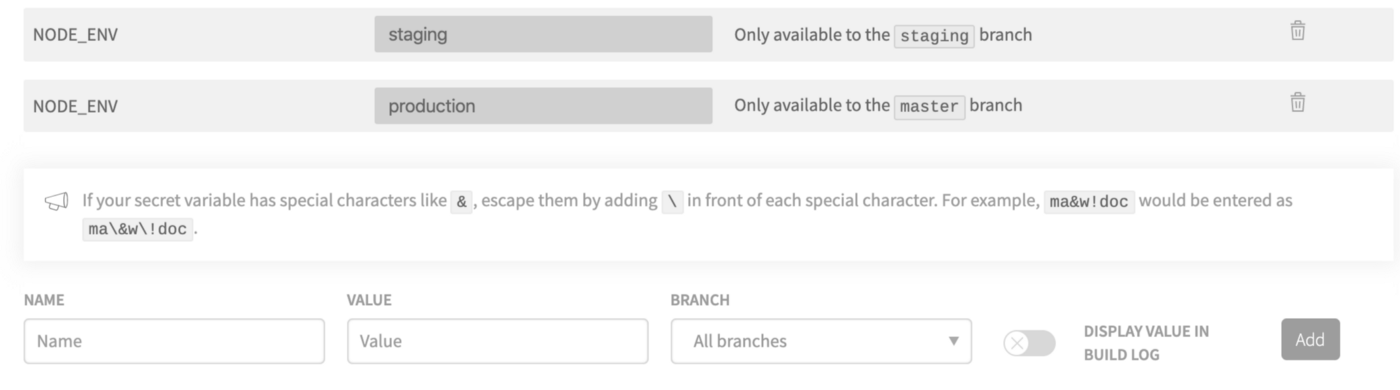 NODE_ENV staging Only available to the staging branch
NODE_ENV production Only available to the master branch
If your secret variable has special characters like & , escape them by adding \ in front of each special character. For example, ma&w!doc would be entered as
ma\&w\!doc .
NAME VALUE BRANCH
Name Value All branches DISPLAY VALUE IN
BUILD LOG Add